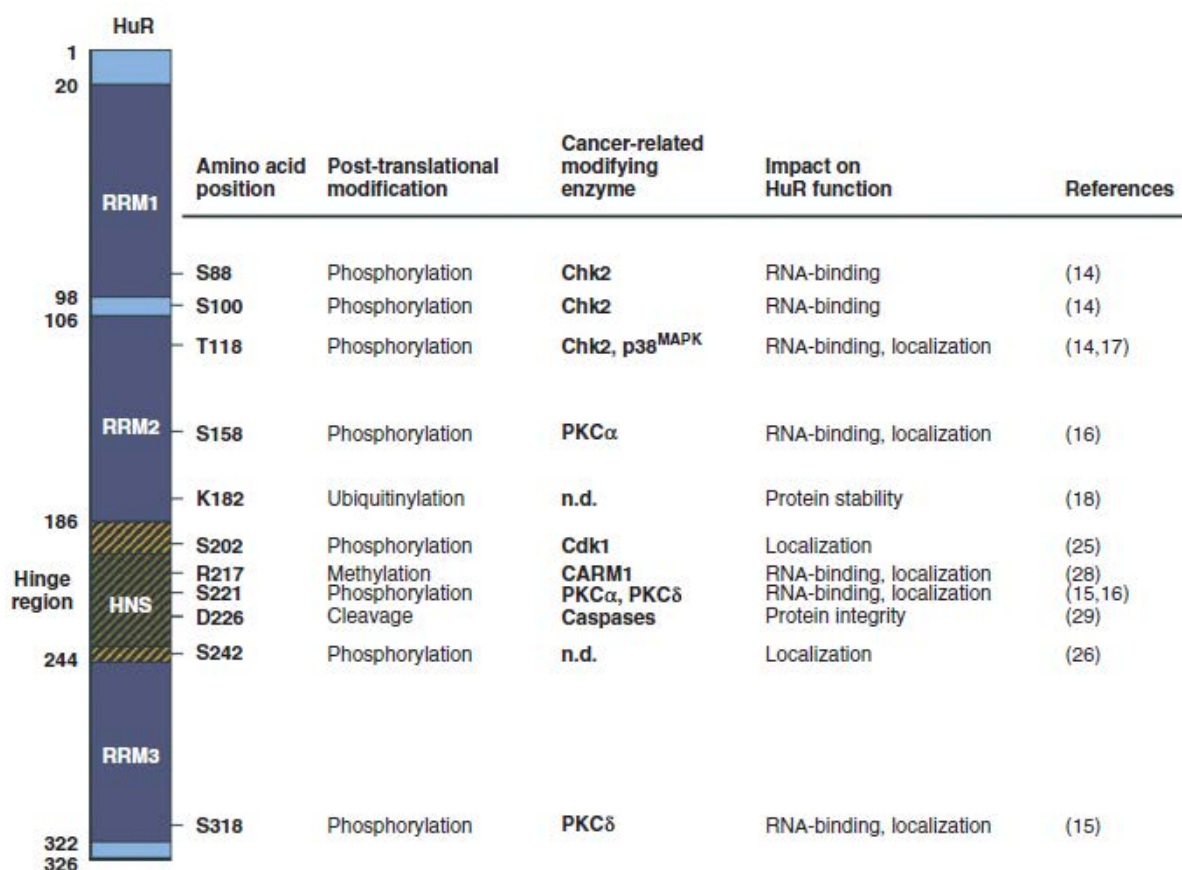 HuR
1
20
RRM1
98
106
RRM2
186
Hinge
region
HNS
244
RRM3
322
326
Amino acid position Post-translational modification Cancer-related modifying enzyme Impact on HuR function References
S88 Phosphorylation Chk2 RNA-binding (14)
S100 Phosphorylation Chk2 RNA-binding (14)
T118 Phosphorylation Chk2, p38MAPK RNA-binding, localization (14,17)
S158 Phosphorylation PKCα RNA-binding, localization (16)
K182 Ubiquitinylation n.d. Protein stability (18)
S202 Phosphorylation Cdk1 Localization (25)
R217 Methylation CARM1 RNA-binding, localization (28)
S221 Phosphorylation PKCα, PKCδ RNA-binding, localization (15,16)
D226 Cleavage Caspases Protein integrity (29)
S242 Phosphorylation n.d. Localization (26)
S318 Phosphorylation PKCδ RNA-binding, localization (15)